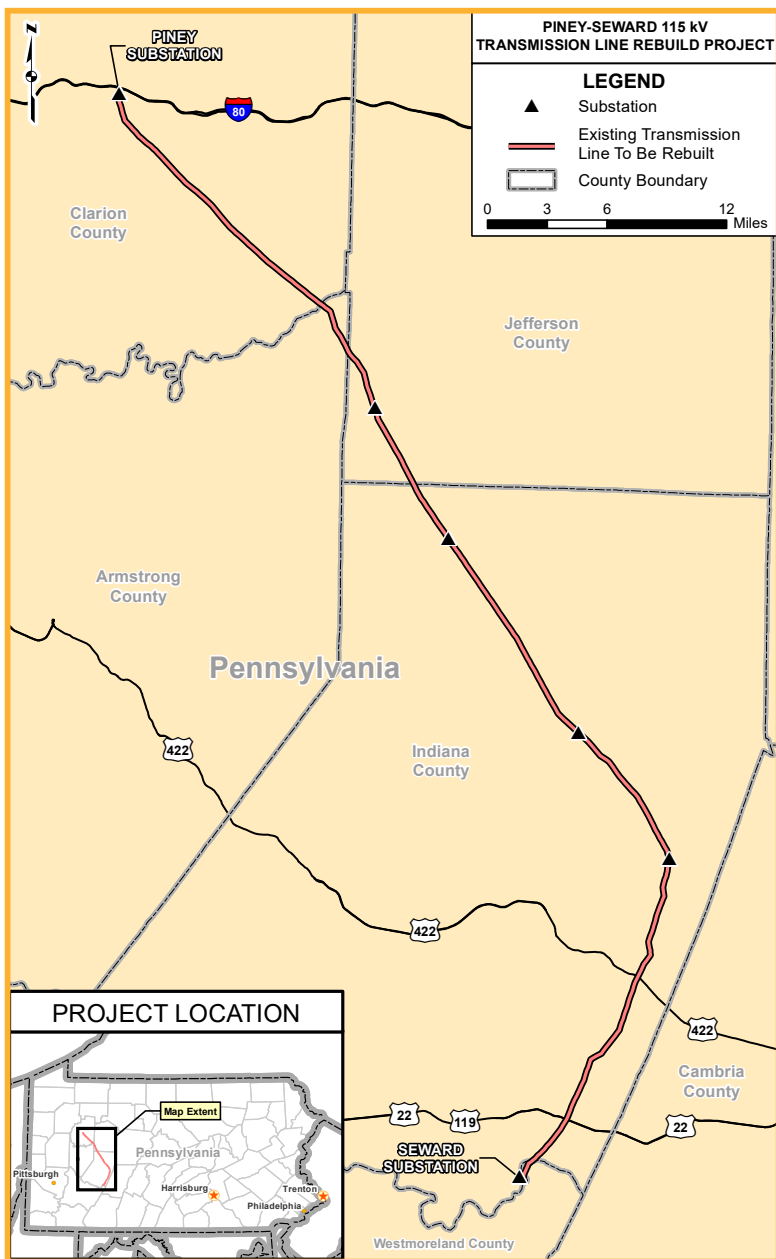 PINEY-SEWARD 115 kV
TRANSMISSION LINE REBUILD PROJECT
LEGEND
Substation
Existing Transmission
Line To Be Rebuilt
County Boundary
0 3 6 12
Miles
N
PINEY
SUBSTATION
80
Clarion
County
Jefferson
County
Armstrong
County
Pennsylvania
422
Indiana
County
422
422
Cambria
County
22
119
22
SEWARD
SUBSTATION
Westmoreland County
PROJECT LOCATION
Map Extent
Pennsylvania
Pittsburgh
Harrisburg
Trenton
Philadelphia